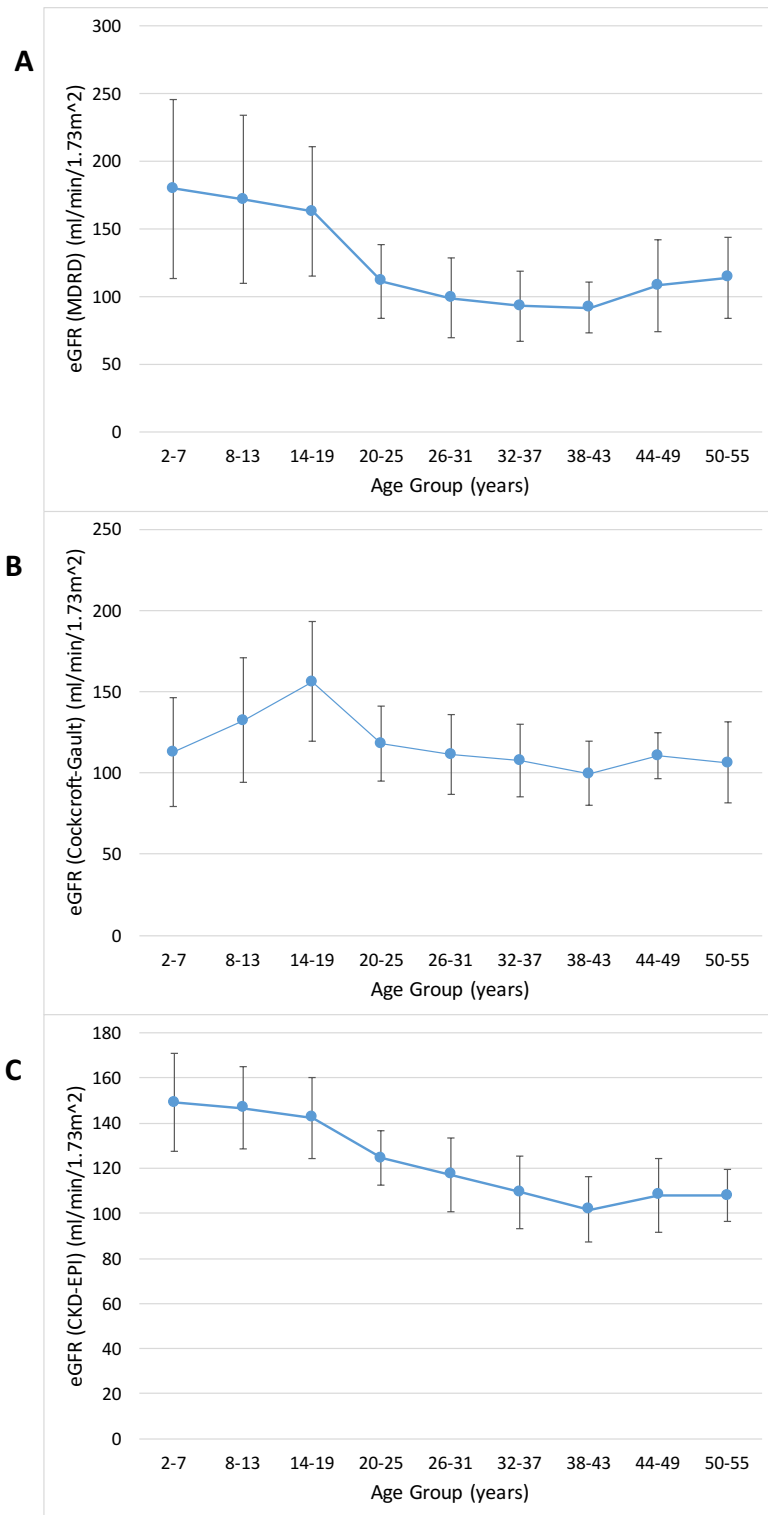 A
eGFR (MDRD) (ml/min/1.73m^2)
300
250
200
150
100
50
0
2-7 8-13 14-19 20-25 26-31 32-37 38-43 44-49 50-55
Age Group (years)
B
eGFR (Cockcroft-Gault) (ml/min/1.73m^2)
250
200
150
100
50
0
2-7 8-13 14-19 20-25 26-31 32-37 38-43 44-49 50-55
Age Group (years)
C
eGFR (CKD-EPI) (ml/min/1.73m^2)
180
160
140
120
100
80
60
40
20
0
2-7 8-13 14-19 20-25 26-31 32-37 38-43 44-49 50-55
Age Group (years)